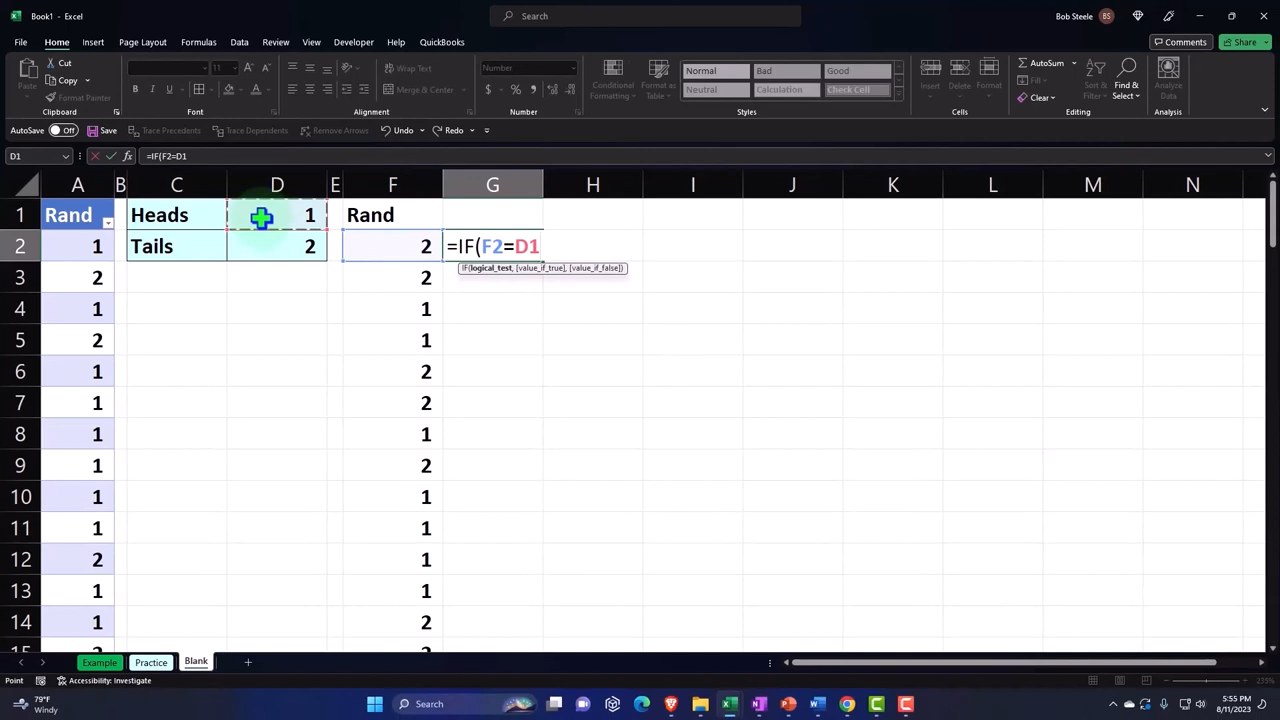 Book1 - Excel
Search
Bob Steele BS
File Home Insert Draw Page Layout Formulas Data Review View Developer Help QuickBooks
Comments Share
Cut
Copy
Format Painter
Paste
11
Wrap Text
Merge & Center
Number
Conditional Formatting
Format as Table
Normal Bad Good
Neutral Calculation Check Cell
Insert Delete Format
AutoSum
Fill
Clear
Sort & Filter
Find & Select
Analyze Data
Clipboard Font Alignment Number Styles Cells Editing Analysis
AutoSave Off Save Trace Precedents Trace Dependents Remove Arrows Undo Redo
D1 =IF(F2=D1
A B C D E F G H I J K L M N
1 Rand Heads 1 Rand
2 1 Tails 2 2 =IF(F2=D1
IF(logical_test, [value_if_true], [value_if_false])
3 2 2
4 1 1
5 2 1
6 1 2
7 1 2
8 1 1
9 1 2
10 1 1
11 1 1
12 2 1
13 1 1
14 1 2
15
Example Practice Blank
Point Accessibility: Investigate 235%
79°F
Windy
Search
5:55 PM
8/11/2023